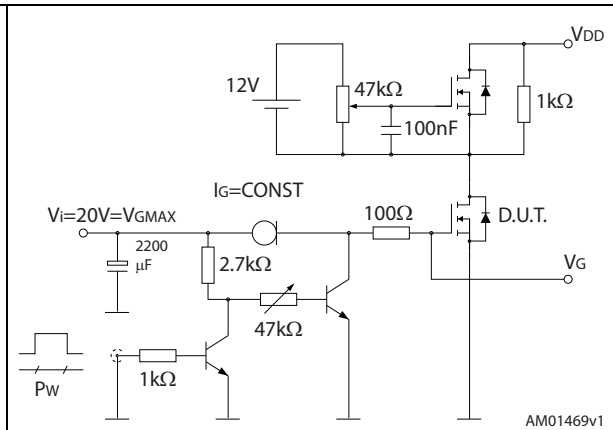 VDD
12V
47kΩ
1kΩ
100nF
IG=CONST
Vi=20V=VGMAX
100Ω
D.U.T.
2200
μF
2.7kΩ
VG
47kΩ
1kΩ
PW
AM01469v1